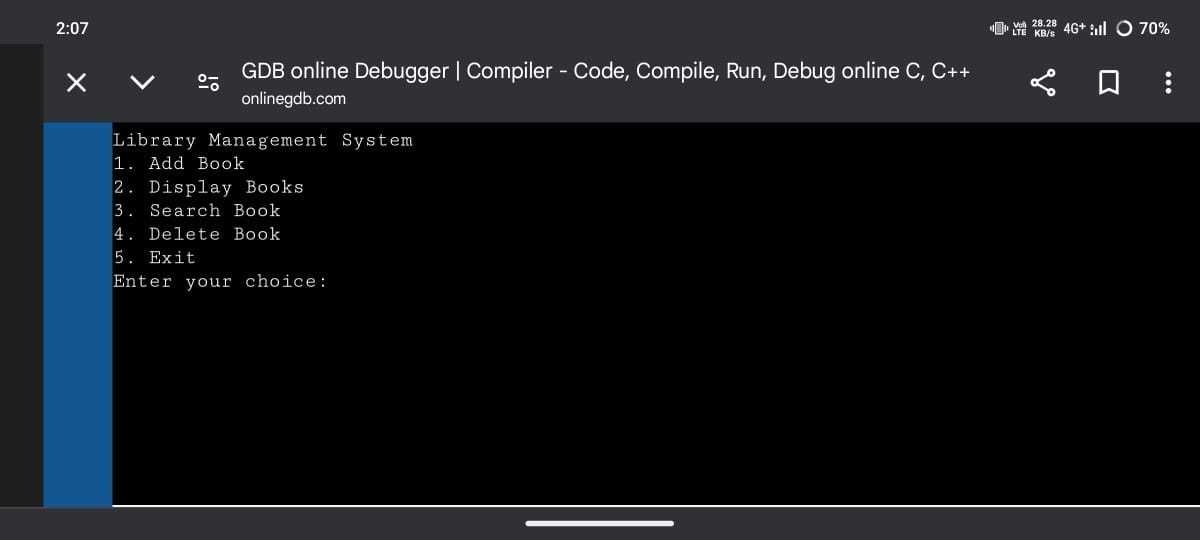 2:07
Vo) LTE 28.28 KB/s 4G+ 70%
GDB online Debugger | Compiler - Code, Compile, Run, Debug online C, C++
onlinegdb.com
Library Management System
1. Add Book
2. Display Books
3. Search Book
4. Delete Book
5. Exit
Enter your choice: